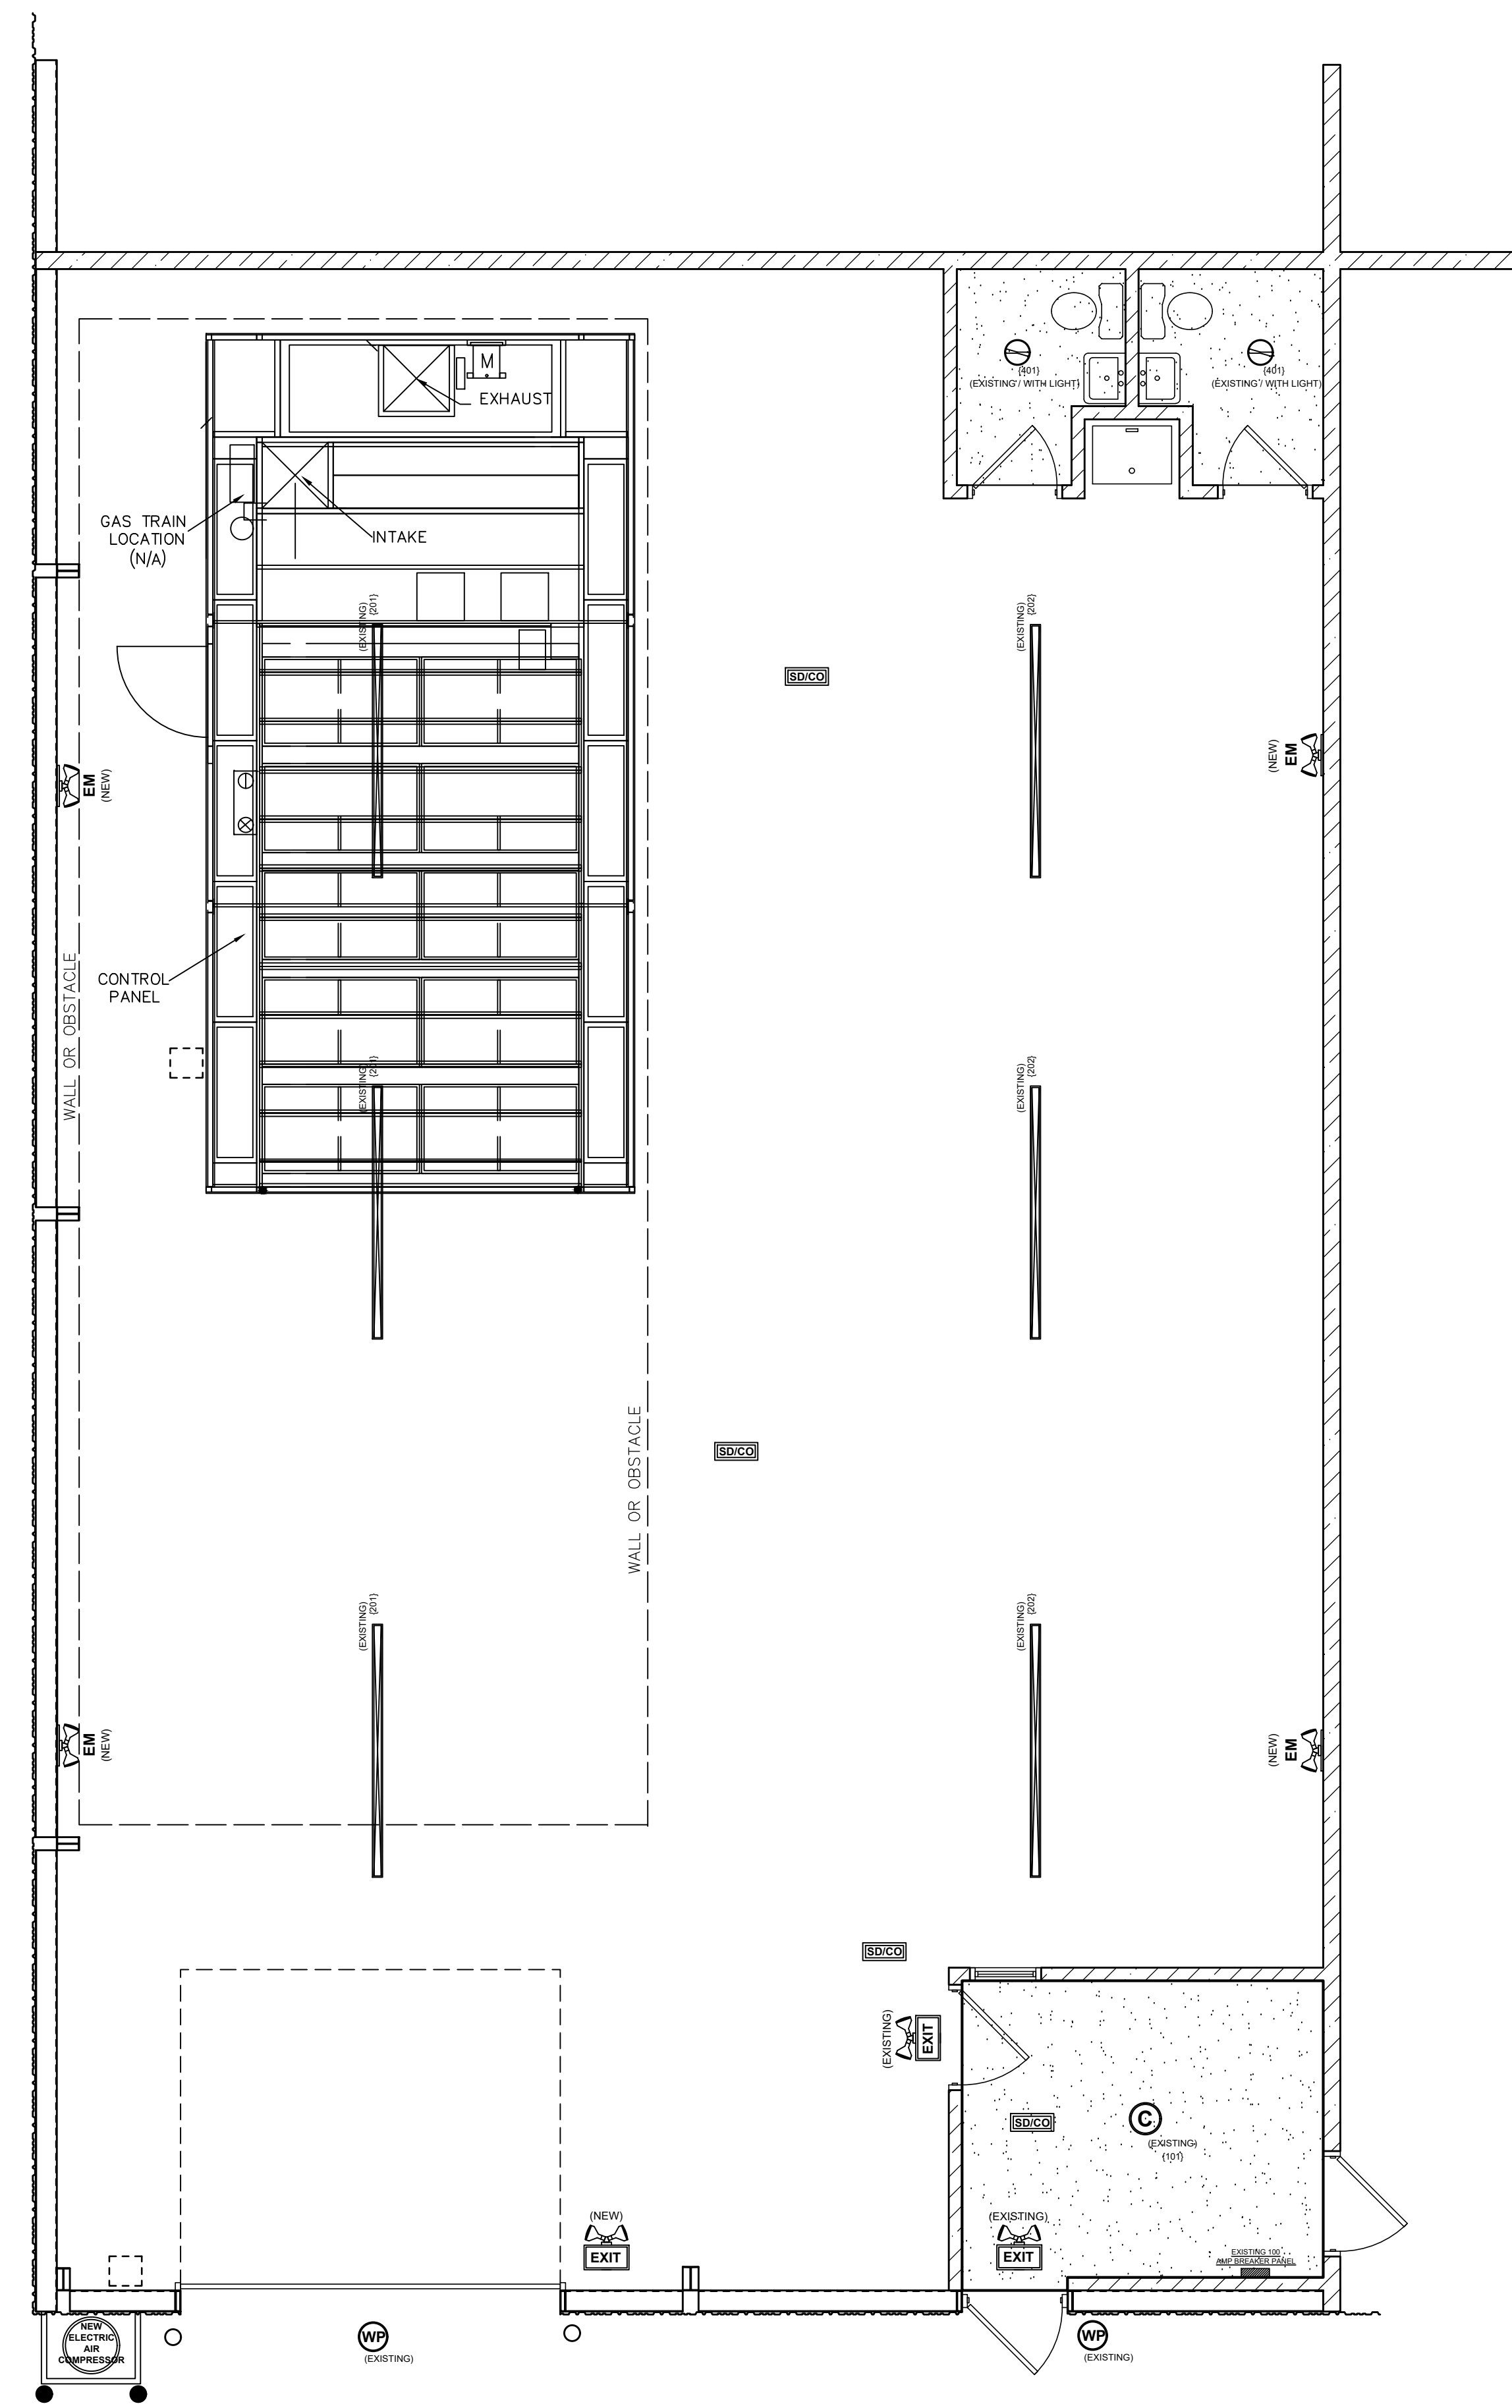 M
EXHAUST
{401}
(EXISTING / WITH LIGHT)
{401}
(EXISTING / WITH LIGHT)
GAS TRAIN
LOCATION
(N/A)
INTAKE
(EXISTING)
{201}
(EXISTING)
{202}
SD/CO
EM
(NEW)
(NEW)
EM
CONTROL
PANEL
WALL OR OBSTACLE
(EXISTING)
{201}
(EXISTING)
{202}
WALL OR OBSTACLE
SD/CO
(EXISTING)
{201}
(EXISTING)
{202}
EM
(NEW)
(NEW)
EM
SD/CO
(EXISTING)
EXIT
SD/CO
C
(EXISTING)
{101}
(NEW)
EXIT
(EXISTING)
EXIT
EXISTING 100
AMP BREAKER PANEL
NEW
ELECTRIC
AIR
COMPRESSOR
WP
(EXISTING)
WP
(EXISTING)